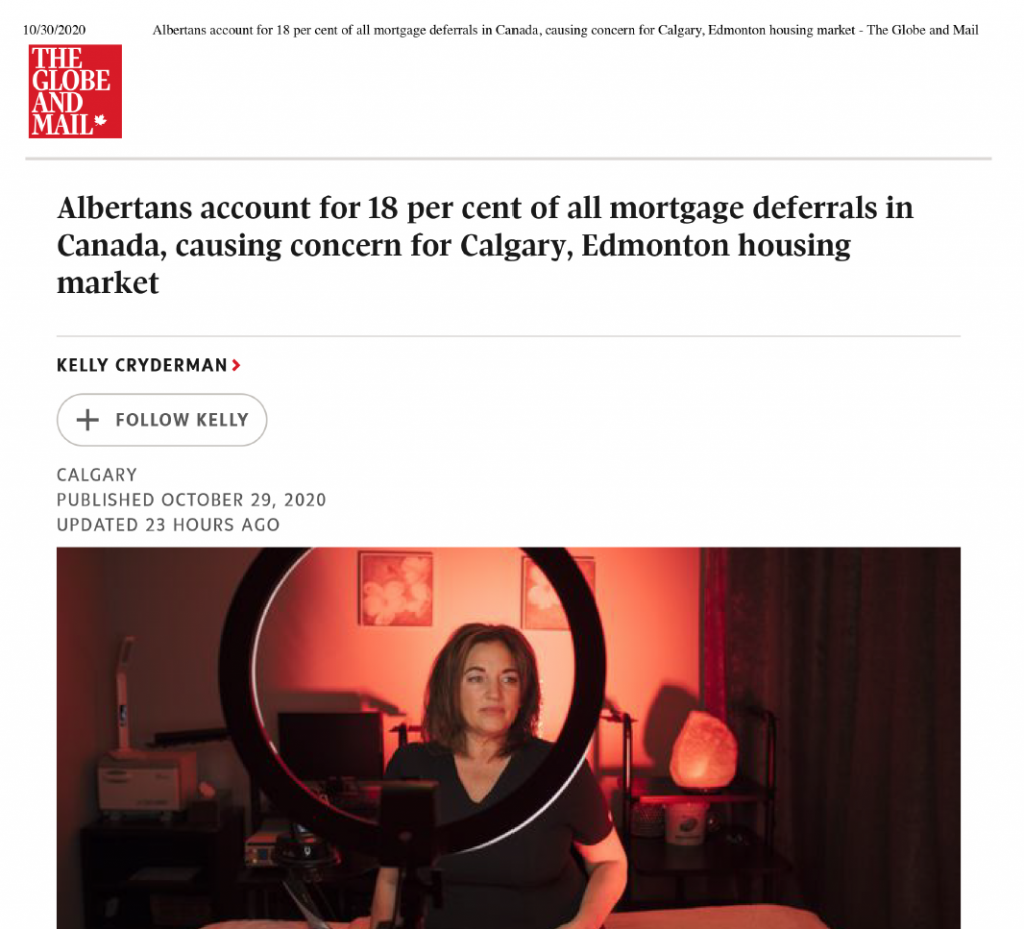 10/30/2020 Albertans account for 18 per cent of all mortgage deferrals in Canada, causing concern for Calgary, Edmonton housing market - The Globe and Mail
THE
GLOBE
AND
MAIL
Albertans account for 18 per cent of all mortgage deferrals in
Canada, causing concern for Calgary, Edmonton housing
market
KELLY CRYDERMAN
FOLLOW KELLY
CALGARY
PUBLISHED OCTOBER 29, 2020
UPDATED 23 HOURS AGO